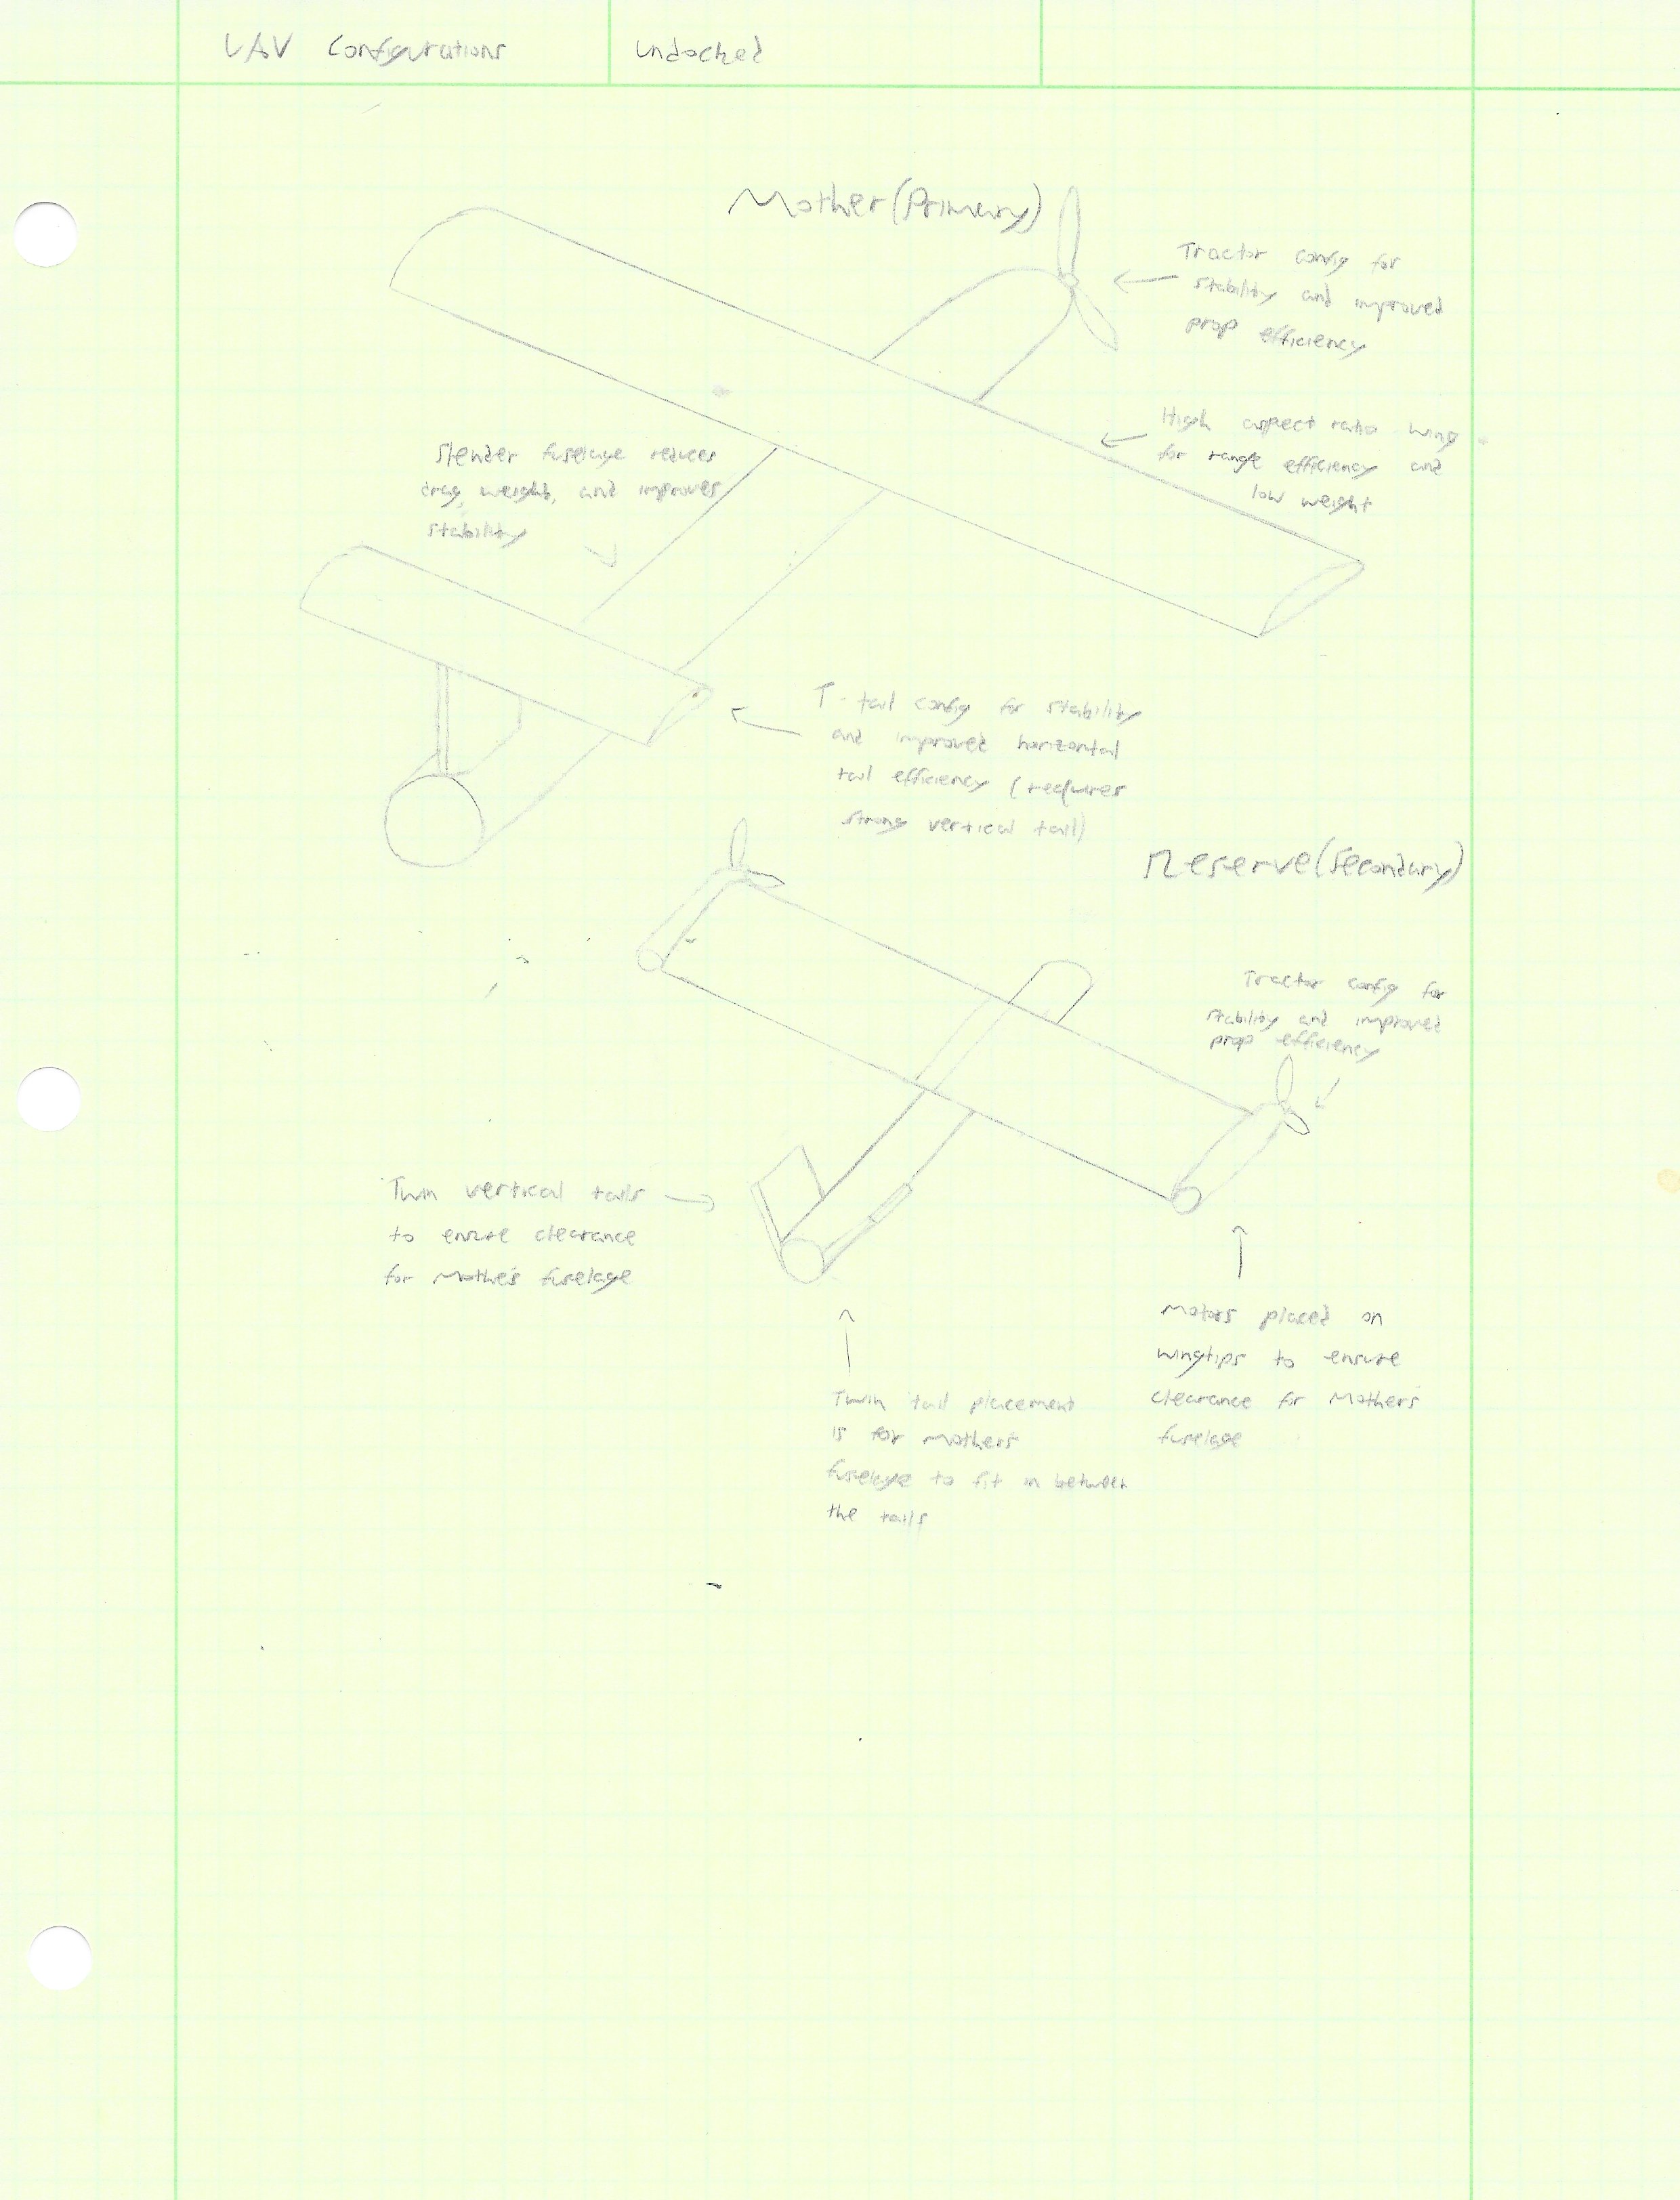 UAV Configurations
Undocked
Mother (Primary)
Tractor config for
stability and improved
prop efficiency
High aspect ratio wing
for range efficiency and
low weight
Slender fuselage reduces
drag, weight, and improves
stability
T-tail config for stability
and improved horizontal
tail efficiency (requires
strong vertical tail)
Reserve (Secondary)
Tractor config for
stability and improved
prop efficiency
Twin vertical tails
to ensure clearance
for Mother's fuselage
Motors placed on
wingtips to ensure
clearance for Mothers
fuselage
Twin tail placement
is for Mothers
fuselage to fit in between
the tails